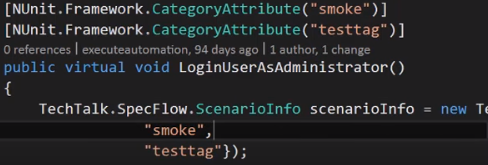 [NUnit.Framework.CategoryAttribute("smoke")]
[NUnit.Framework.CategoryAttribute("testtag")]
0 references | executeautomation, 94 days ago | 1 author, 1 change
public virtual void LoginUserAsAdministrator()
{
TechTalk.SpecFlow.ScenarioInfo scenarioInfo = new Te
"smoke",
"testtag"});